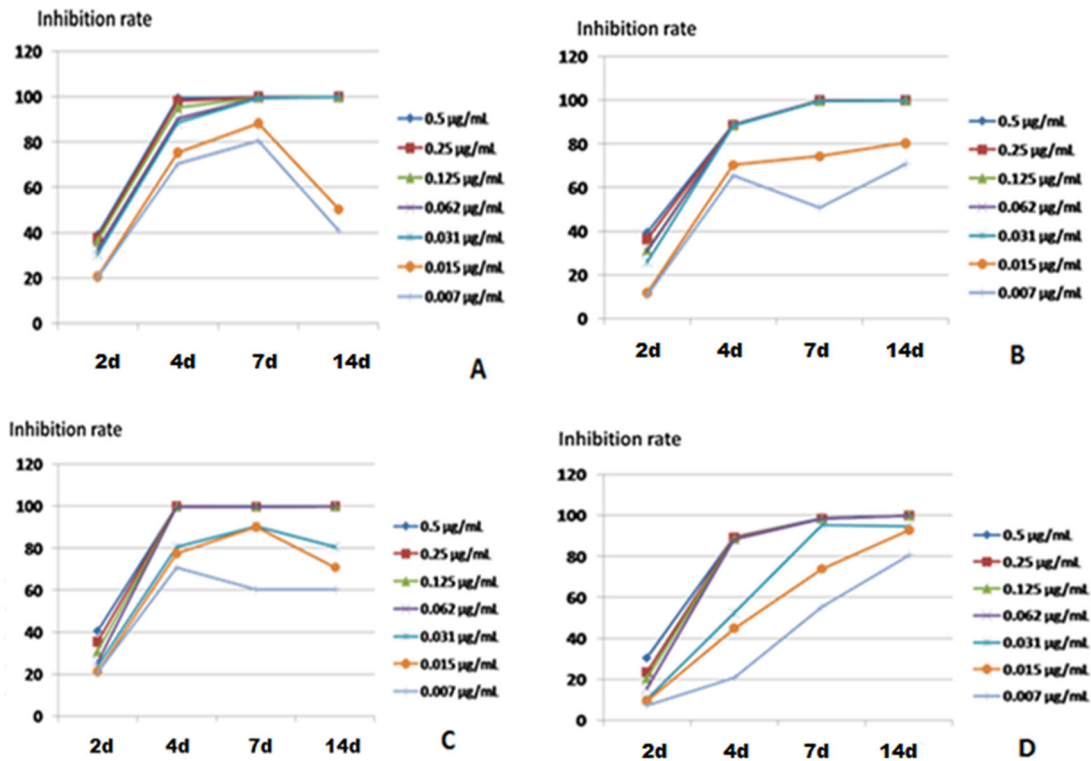 Inhibition rate
120
100
80
60
40
20
0
2d 4d 7d 14d
0.5 µg/mL
0.25 µg/mL
0.125 µg/mL
0.062 µg/mL
0.031 µg/mL
0.015 µg/mL
0.007 µg/mL
A
Inhibition rate
120
100
80
60
40
20
0
2d 4d 7d 14d
0.5 µg/mL
0.25 µg/mL
0.125 µg/mL
0.062 µg/mL
0.031 µg/mL
0.015 µg/mL
0.007 µg/mL
B
Inhibition rate
120
100
80
60
40
20
0
2d 4d 7d 14d
0.5 µg/mL
0.25 µg/mL
0.125 µg/mL
0.062 µg/mL
0.031 µg/mL
0.015 µg/mL
0.007 µg/mL
C
Inhibition rate
120
100
80
60
40
20
0
2d 4d 7d 14d
0.5 µg/mL
0.25 µg/mL
0.125 µg/mL
0.062 µg/mL
0.031 µg/mL
0.015 µg/mL
0.007 µg/mL
D